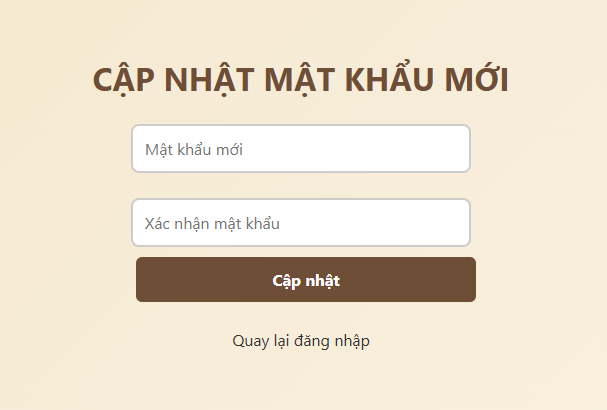 CẬP NHẬT MẬT KHẨU MỚI
Mật khẩu mới
Xác nhận mật khẩu
Cập nhật
Quay lại đăng nhập